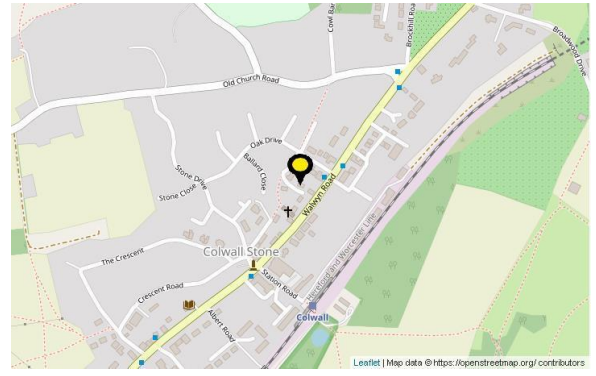 Cowl Bar
Brockhill Road
Broadwood Drive
Old Church Road
Oak Drive
Ballard Close
Stone Drive
Stone Close
Walwyn Road
Hereford and Worcester Line
Colwall Stone
The Crescent
Crescent Road
Station Road
Albert Road
Colwall
Leaflet | Map data © https://openstreetmap.org/ contributors